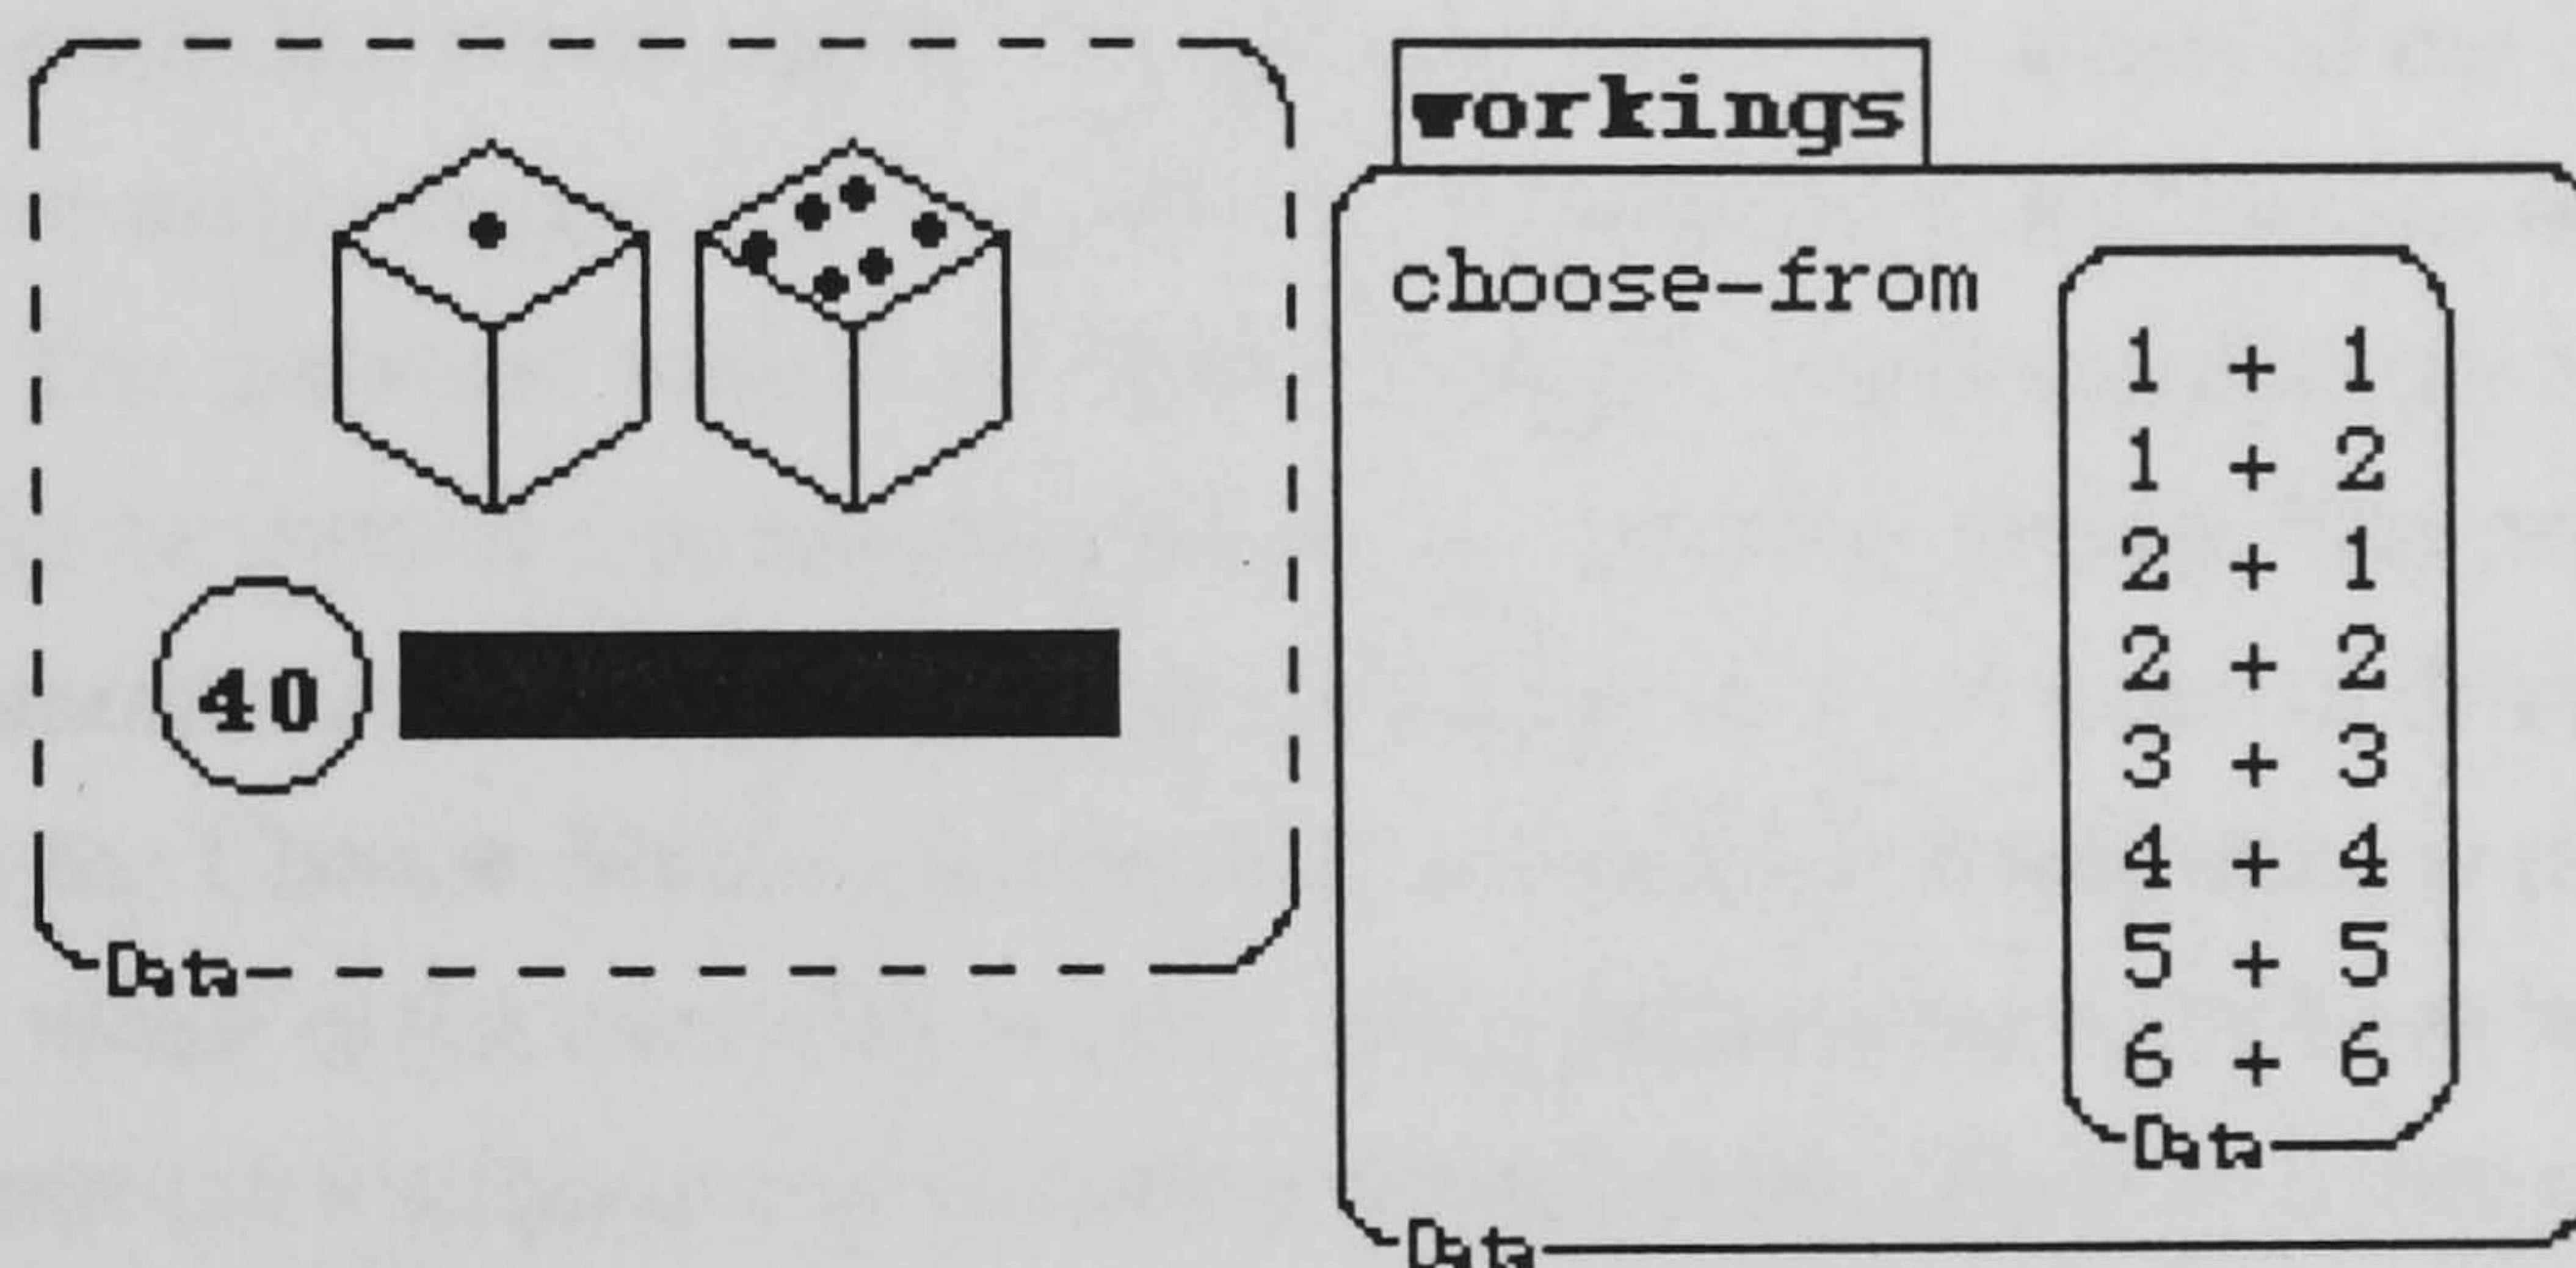 40
Data
workings
choose-from
1 + 1
1 + 2
2 + 1
2 + 2
3 + 3
4 + 4
5 + 5
6 + 6
Data
Data